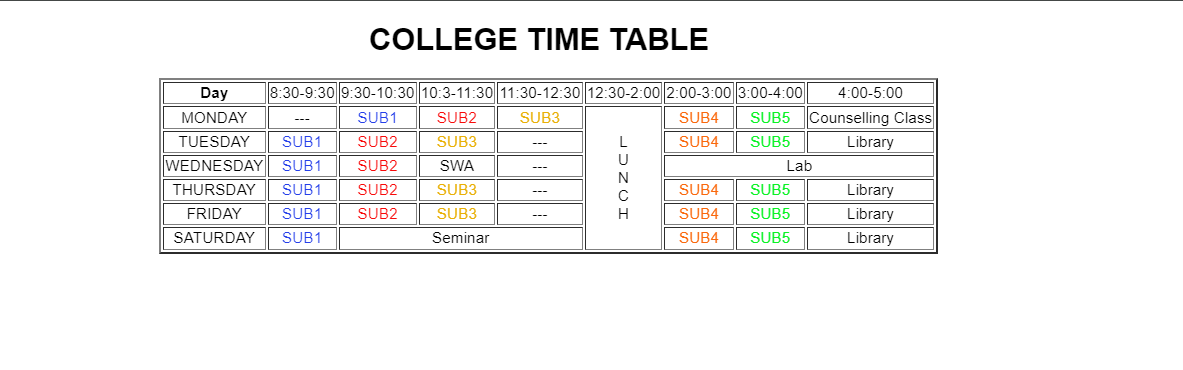 COLLEGE TIME TABLE
Day 8:30-9:30 9:30-10:30 10:3-11:30 11:30-12:30 12:30-2:00 2:00-3:00 3:00-4:00 4:00-5:00
MONDAY --- SUB1 SUB2 SUB3 L U N C H SUB4 SUB5 Counselling Class
TUESDAY SUB1 SUB2 SUB3 --- SUB4 SUB5 Library
WEDNESDAY SUB1 SUB2 SWA --- Lab
THURSDAY SUB1 SUB2 SUB3 --- SUB4 SUB5 Library
FRIDAY SUB1 SUB2 SUB3 --- SUB4 SUB5 Library
SATURDAY SUB1 Seminar SUB4 SUB5 Library